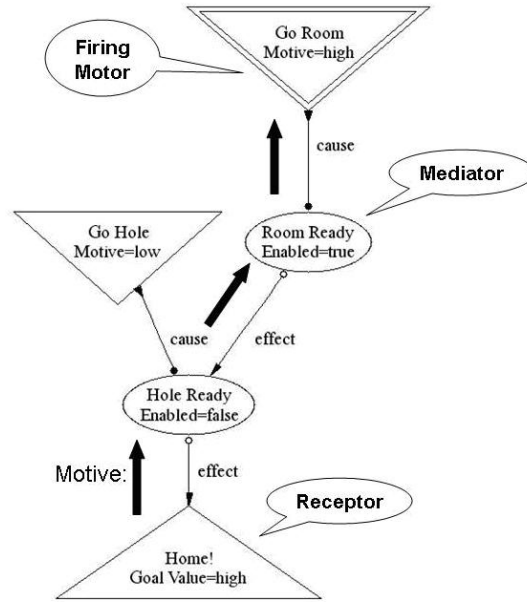 Go Room
Motive=high
Firing
Motor
cause
Mediator
Room Ready
Enabled=true
Go Hole
Motive=low
cause
effect
Hole Ready
Enabled=false
Motive:
effect
Receptor
Home!
Goal Value=high